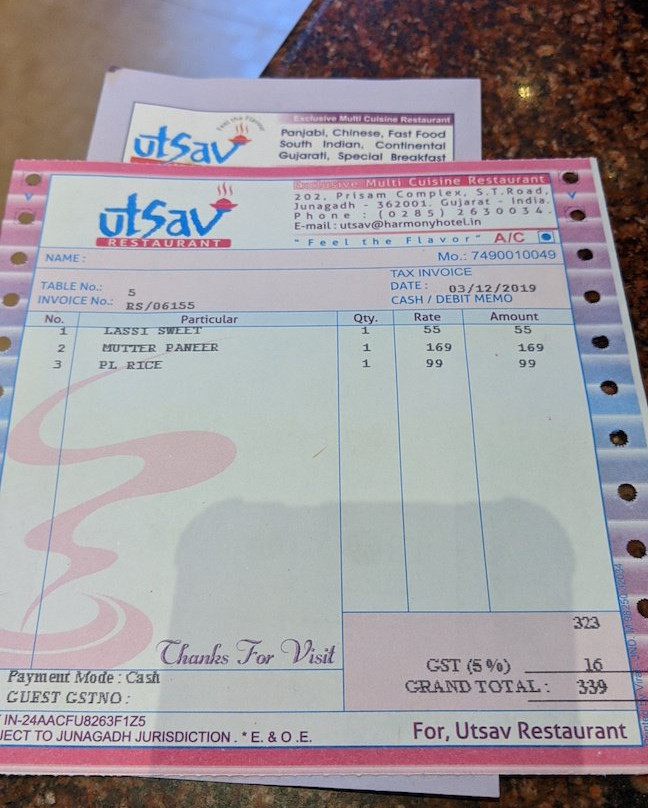 Feel the Flavor
utsav
Exclusive Multi Cuisine Restaurant
Panjabi, Chinese, Fast Food
South Indian, Continental
Gujarati, Special Breakfast
utsav
RESTAURANT
Exclusive Multi Cuisine Restaurant
202, Prisam Complex, S.T.Road,
Junagadh - 362001. Gujarat - India.
Phone : (0285) 2630034.
E-mail : utsav@harmonyhotel.in
"Feel the Flavor" A/C
NAME :
Mo.: 7490010049
TAX INVOICE
TABLE No.: 5
DATE : 03/12/2019
INVOICE No.: RS/06155
CASH / DEBIT MEMO
No. Particular Qty. Rate Amount
1 LASSI SWEET 1 55 55
2 MUTTER PANEER 1 169 169
3 PL RICE 1 99 99
323
Thanks For Visit
GST (5 %) 16
Payment Mode : Cash
GRAND TOTAL : 339
GUEST GSTNO :
IN-24AACFU8263F1Z5
JECT TO JUNAGADH JURISDICTION . * E. & O .E.
For, Utsav Restaurant